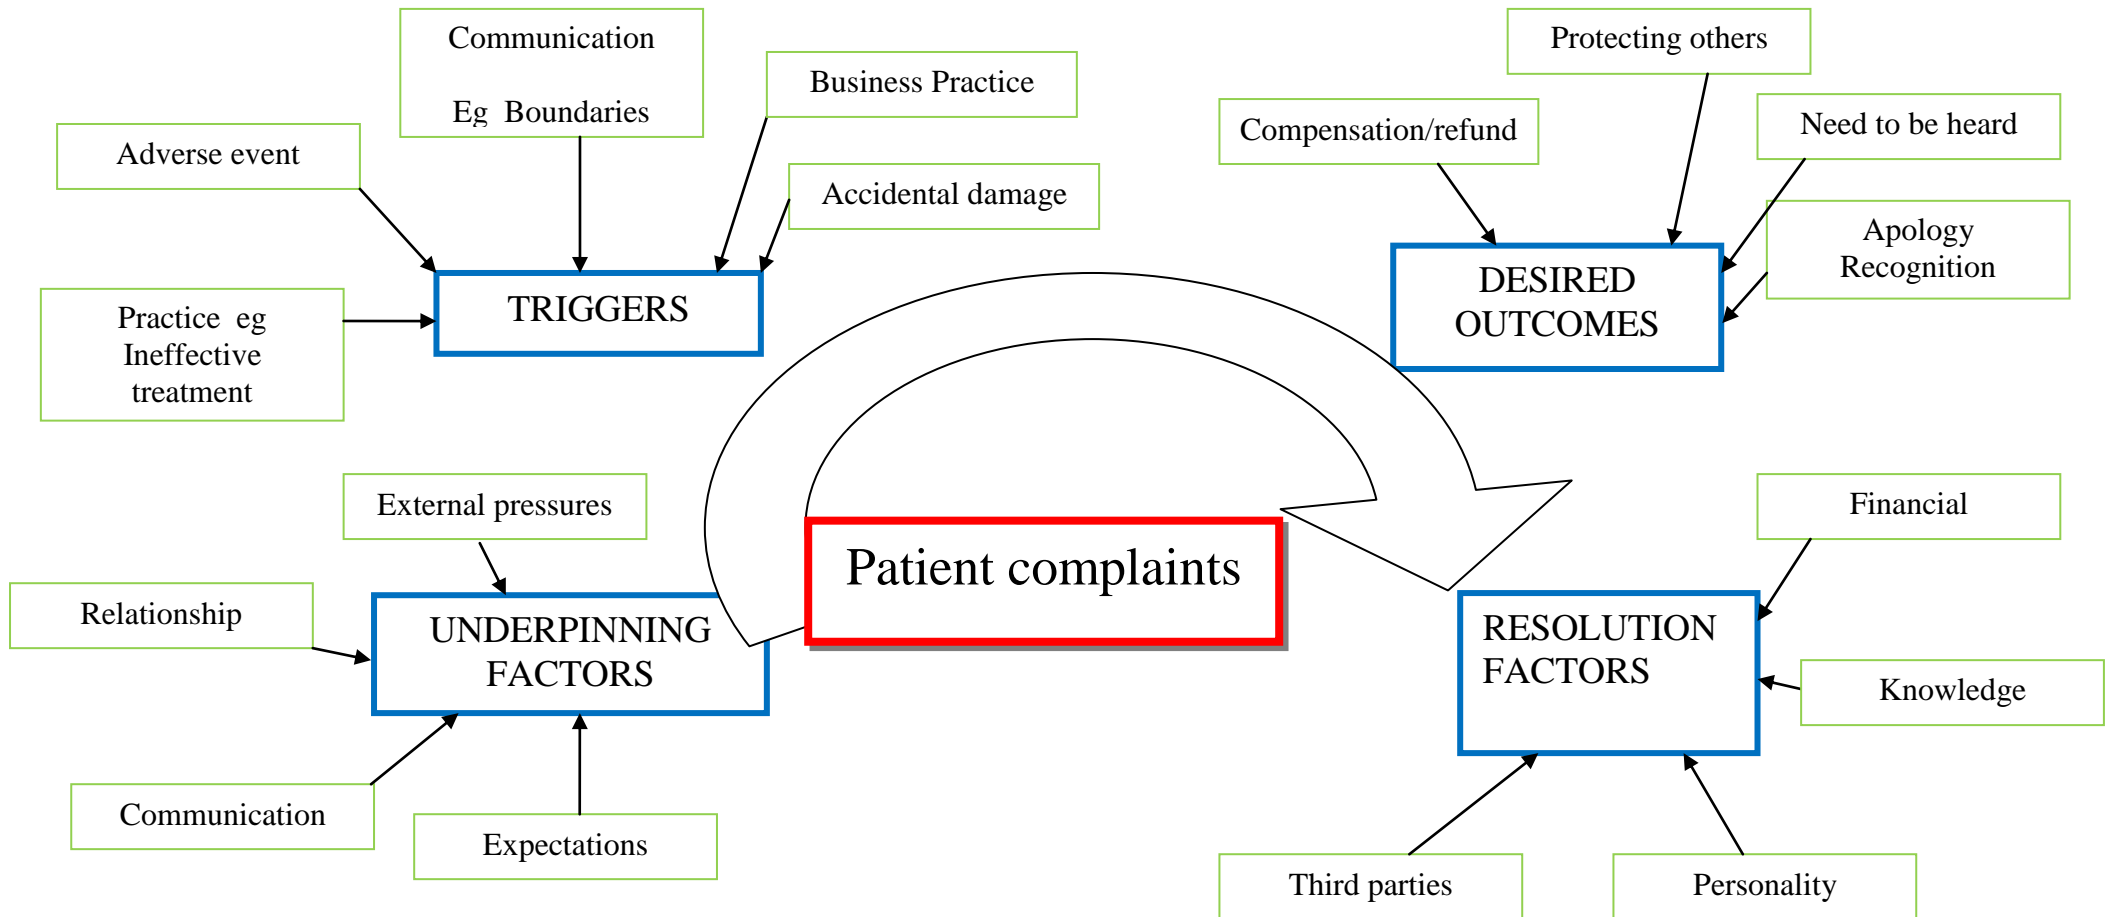 Communication
Eg Boundaries
Business Practice
Adverse event
Accidental damage
Practice eg
Ineffective
treatment
TRIGGERS
Protecting others
Compensation/refund
Need to be heard
Apology
Recognition
DESIRED
OUTCOMES
External pressures
Relationship
UNDERPINNING
FACTORS
Communication
Expectations
Patient complaints
Financial
RESOLUTION
FACTORS
Knowledge
Third parties
Personality